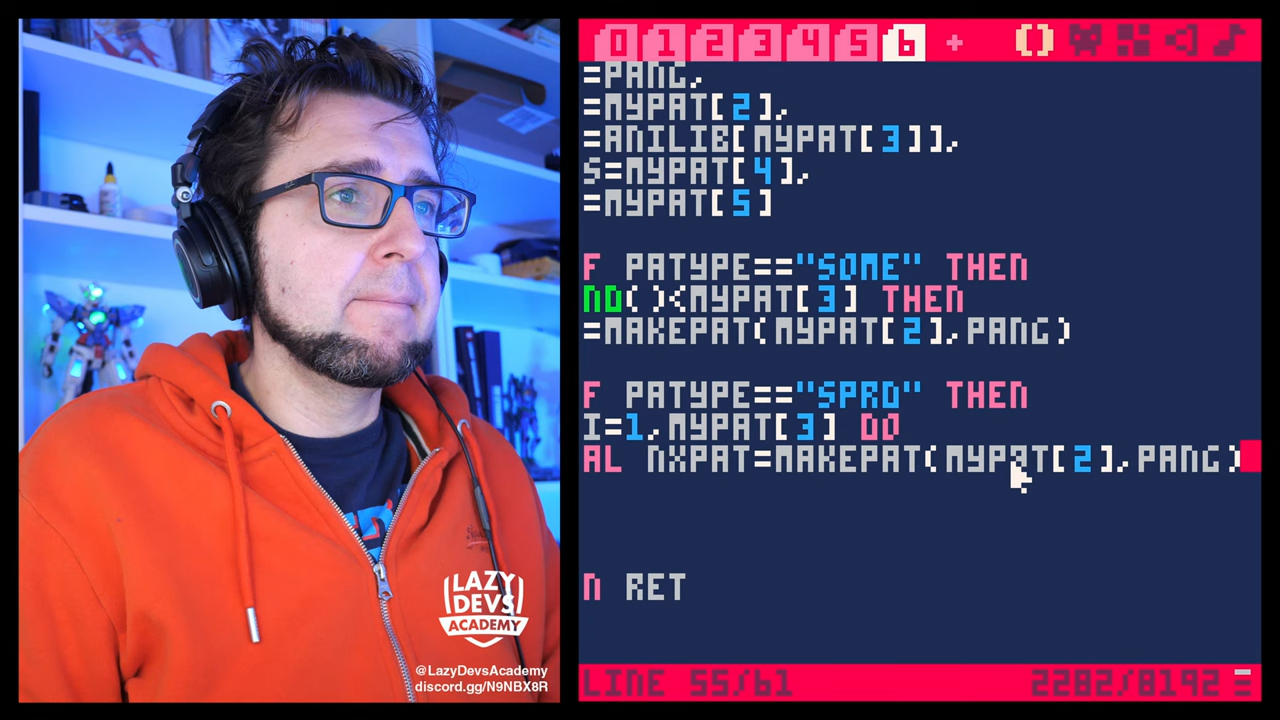 0 1 2 3 4 5 6 + ()
=PANG,
=MYPAT[2],
=ANILIB[MYPAT[3]],
S=MYPAT[4],
=MYPAT[5]
F PATYPE=="SOME" THEN
ND()<MYPAT[3] THEN
=MAKEPAT(MYPAT[2],PANG)
F PATYPE=="SPRD" THEN
I=1,MYPAT[3] DO
AL NXPAT=MAKEPAT(MYPAT[2],PANG)
N RET
LINE 55/61
2282/8192
LAZY
DEVS
ACADEMY
@LazyDevsAcademy
discord.gg/N9NBX8R